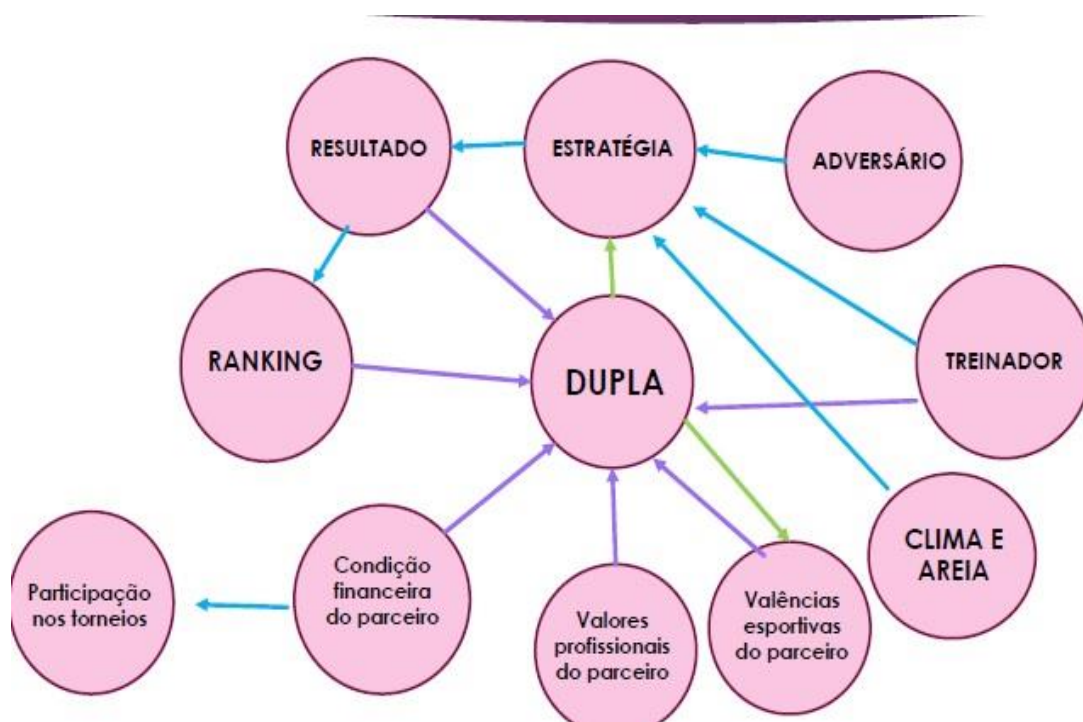 RESULTADO
ESTRATÉGIA
ADVERSÁRIO
RANKING
DUPLA
TREINADOR
Participação
nos torneios
Condição
financeira
do parceiro
Valores
profissionais
do parceiro
Valências
esportivas
do parceiro
CLIMA E
AREIA